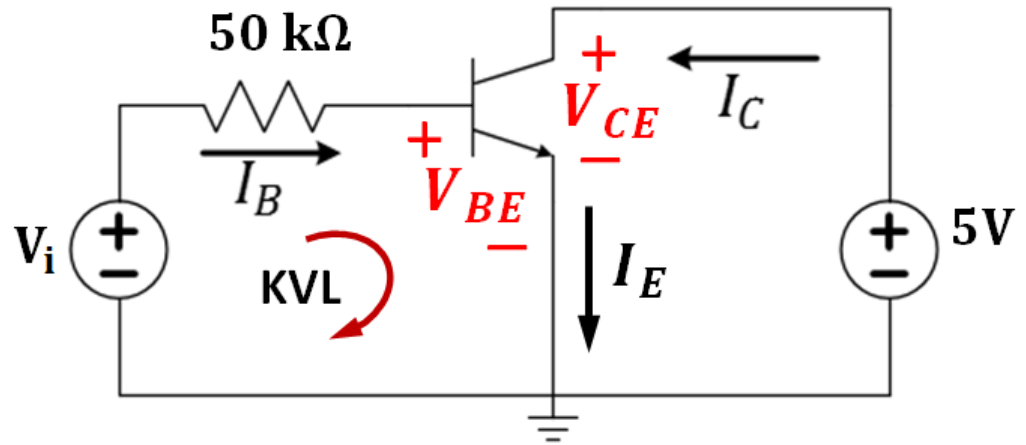 50 kΩ
+
V_CE
−
I_C
+
V_BE
−
I_B
V_i
+
−
KVL
I_E
+
−
5V